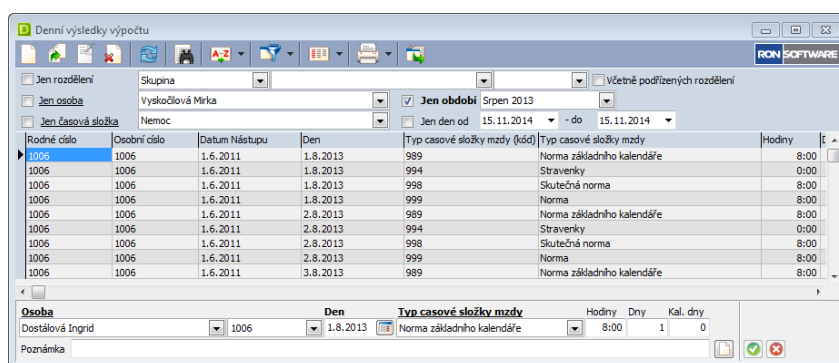 Denní výsledky výpočtu
A-Z
RON SOFTWARE
Jen rozdělení Skupina Včetně podřízených rozdělení
Jen osoba Vyskočilová Mirka Jen období Srpen 2013
Jen časová složka Nemoc Jen den od 15.11.2014 - do 15.11.2014
Rodné číslo Osobní číslo Datum Nástupu Den Typ casové složky mzdy (kód) Typ casové složky mzdy Hodiny
1006 1006 1.6.2011 1.8.2013 989 Norma základního kalendáře 8:00
1006 1006 1.6.2011 1.8.2013 994 Stravenky 0:00
1006 1006 1.6.2011 1.8.2013 998 Skutečná norma 8:00
1006 1006 1.6.2011 1.8.2013 999 Norma 8:00
1006 1006 1.6.2011 2.8.2013 989 Norma základního kalendáře 8:00
1006 1006 1.6.2011 2.8.2013 994 Stravenky 0:00
1006 1006 1.6.2011 2.8.2013 998 Skutečná norma 8:00
1006 1006 1.6.2011 2.8.2013 999 Norma 8:00
1006 1006 1.6.2011 3.8.2013 989 Norma základního kalendáře 8:00
Osoba Den Typ casové složky mzdy Hodiny Dny Kal. dny
Dostálová Ingrid 1006 1.8.2013 Norma základního kalendáře 8:00 1 0
Poznámka